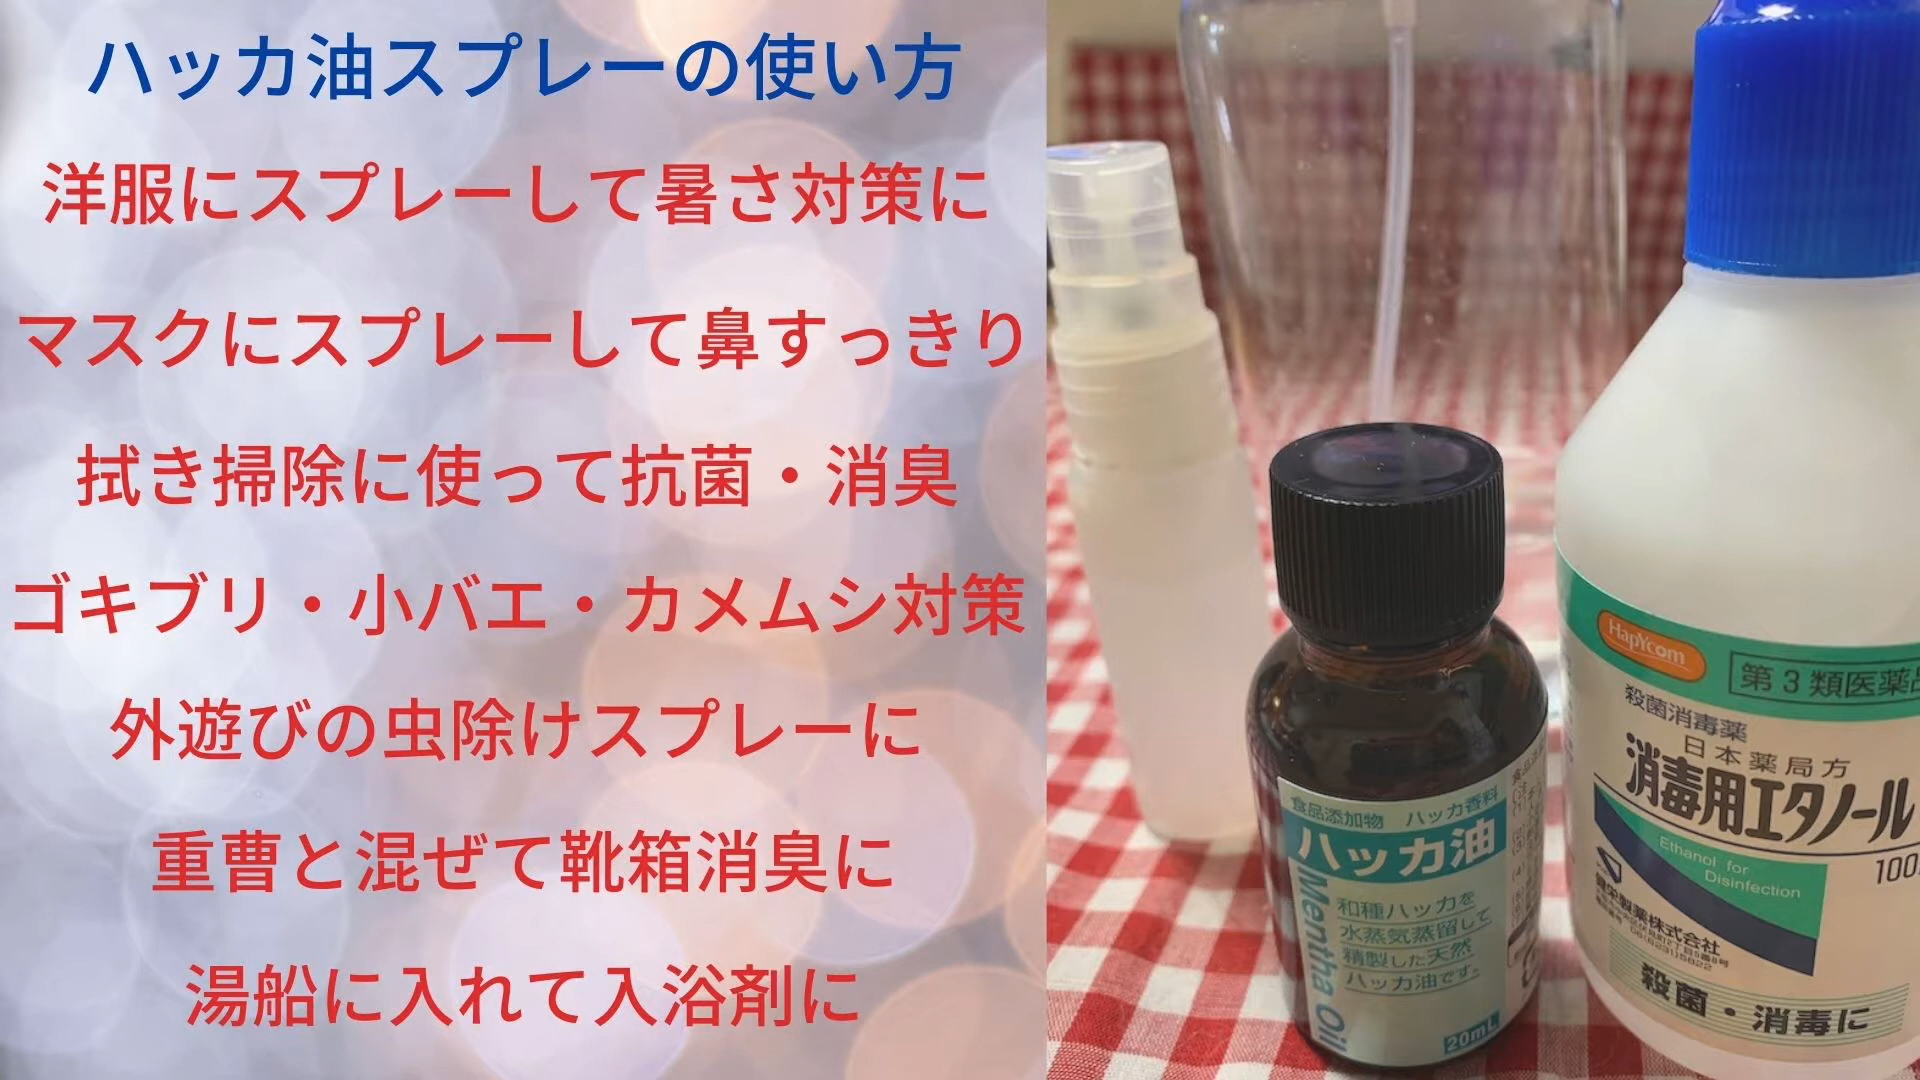 ハッカ油スプレーの使い方
洋服にスプレーして暑さ対策に
マスクにスプレーして鼻すっきり
拭き掃除に使って抗菌・消臭
ゴキブリ・小バエ・カメムシ対策
外遊びの虫除けスプレーに
重曹と混ぜて靴箱消臭に
湯船に入れて入浴剤に
食品添加物 ハッカ香料
ハッカ油
Mentha Oil
和種ハッカを
水蒸気蒸留して
精製した天然
ハッカ油です。
20mL
HapYcom
第3類医薬品
殺菌消毒薬
日本薬局方
消毒用エタノール
100
Ethanol for
Disinfection
健栄製薬株式会社
殺菌・消毒に